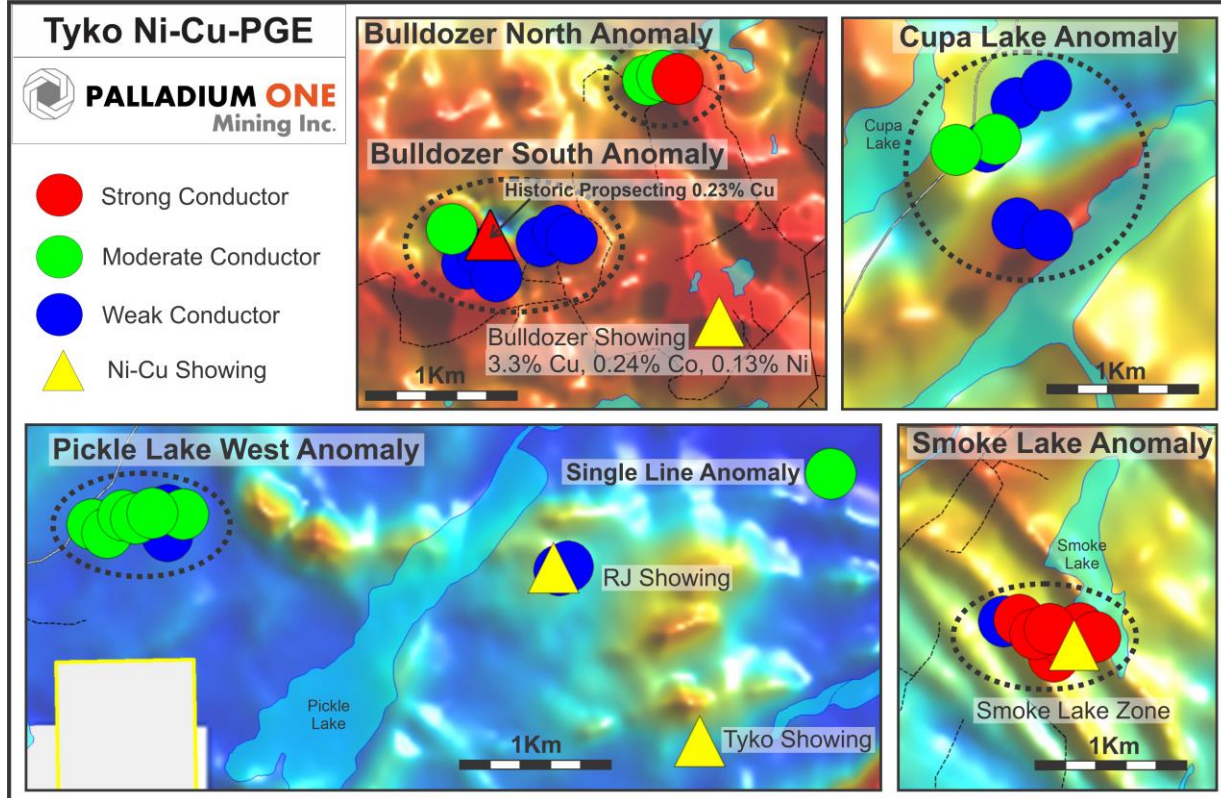 Tyko Ni-Cu-PGE
PALLADIUM ONE
Mining Inc.
Strong Conductor
Moderate Conductor
Weak Conductor
Ni-Cu Showing
Bulldozer North Anomaly
Bulldozer South Anomaly
Historic Propsecting 0.23% Cu
Bulldozer Showing
3.3% Cu, 0.24% Co, 0.13% Ni
1Km
Cupa Lake Anomaly
Cupa
Lake
1Km
Pickle Lake West Anomaly
Single Line Anomaly
RJ Showing
Pickle
Lake
1Km
Tyko Showing
Smoke Lake Anomaly
Smoke
Lake
Smoke Lake Zone
1Km